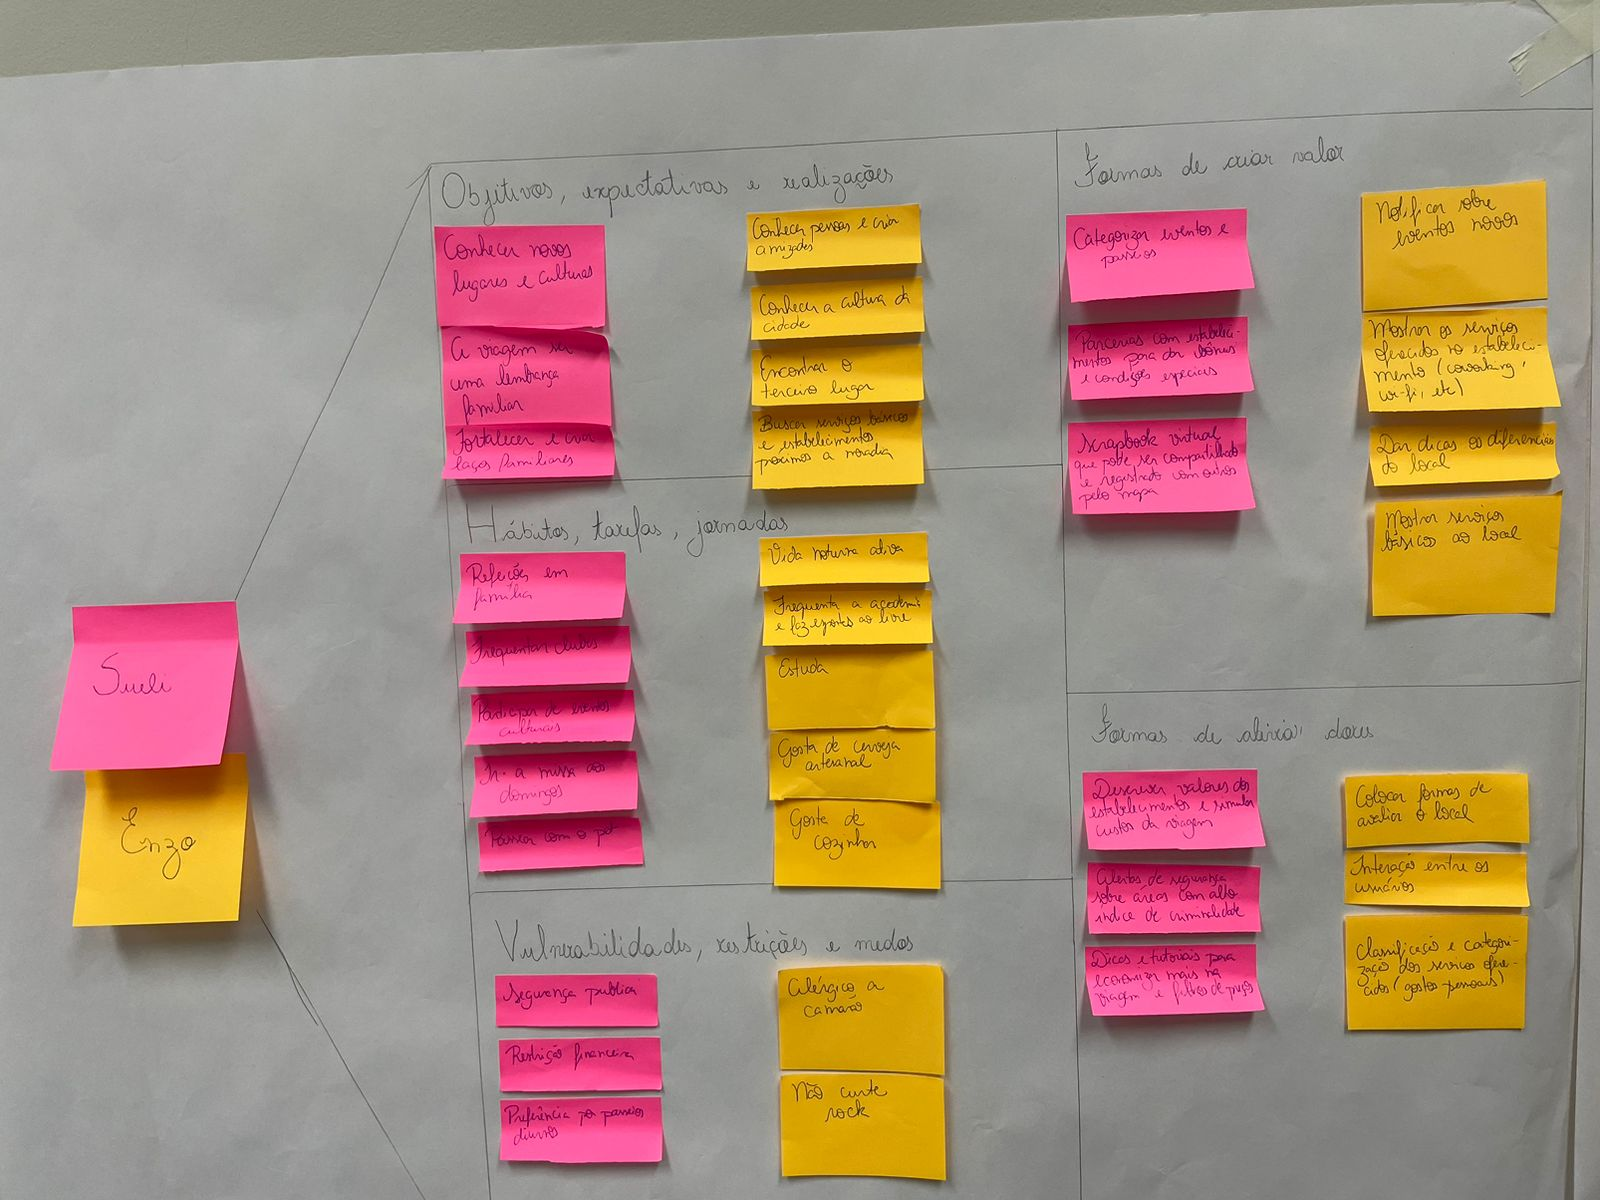 Sueli
Enzo
Objetivos, expectativas e realizações
Conhecer novos
lugares e culturas
A viagem ser
uma lembrança
familiar
Fortalecer e criar
laços familiares
Conhecer pessoas e criar
amizades
Conhecer a cultura da
cidade
Encontrar o
terceiro lugar
Buscar serviços básicos
e estabelecimentos
próximos a moradia
Hábitos, tarefas, jornadas
Refeições em
família
Frequentar clubes
Participar de eventos
culturais
Ir a missa aos
domingos
Passear com o pet
Vida noturna ativa
Frequenta a academia
e faz esportes ao livre
Estuda
Gosta de cerveja
artesanal
Gosta de
cozinhar
Vulnerabilidades, restrições e medos
Segurança publica
Restrição financeira
Preferência por passeios
diurnos
Alérgico a
camarão
Não curte
rock
Formas de criar valor
Categorizar eventos e
passeios
Parcerias com estabeleci-
mentos para dar bônus
e condições especiais
Scrapbook virtual
que pode ser compartilhado
e registrado com outros
pelo mapa
Notificar sobre
eventos novos
Mostrar os serviços
oferecidos no estabeleci-
mento (coworking,
wi-fi, etc)
Dar dicas os diferenciais
do local
Mostrar serviços
básicos ao local
Formas de aliviar dores
Descrever valores dos
estabelecimentos e simular
custos da viagem
Alertas de segurança
sobre áreas com alto
índice de criminalidade
Dicas e tutoriais para
economizar mais na
viagem e filtros de preços
Colocar formas de
avaliar o local
Interação entre os
usuários
Classificação e categori-
zação dos serviços ofere-
cidos (gostos pessoais)